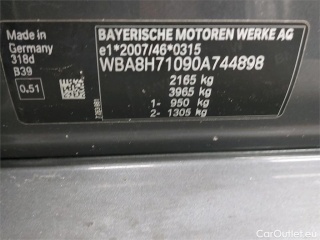 Made in
Germany
318d
B39
0.51
BAYERISCHE MOTOREN WERKE AG
e1*2007/46*0315
WBA8H71090A744898
2165 kg
3965 kg
1- 950 kg
2- 1305 kg
© CarOutlet.eu